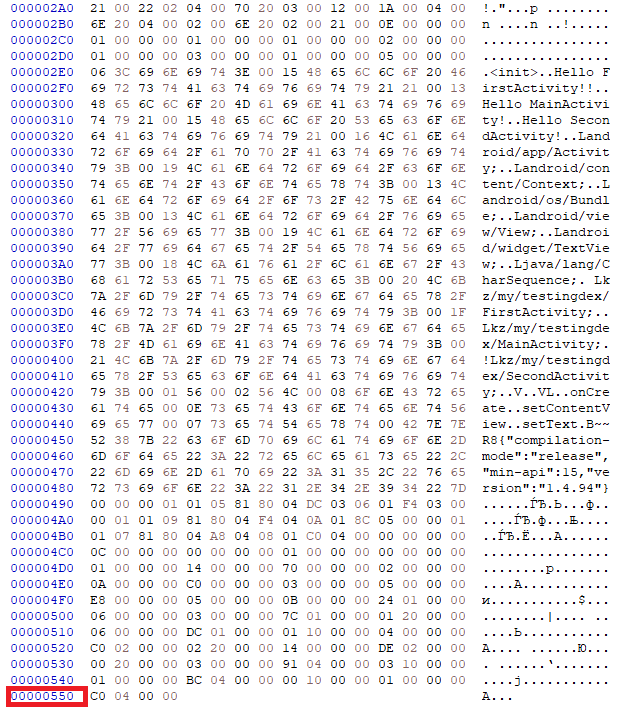 000002A0 21 00 22 02 04 00 70 20 03 00 12 00 1A 00 04 00 !."...p ........
000002B0 6E 20 04 00 02 00 6E 20 02 00 21 00 0E 00 00 00 n ....n ..!.....
000002C0 01 00 00 00 01 00 00 00 01 00 00 00 02 00 00 00 ................
000002D0 01 00 00 00 03 00 00 00 01 00 00 00 05 00 00 00 ................
000002E0 06 3C 69 6E 69 74 3E 00 15 48 65 6C 6C 6F 20 46 .<init>..Hello F
000002F0 69 72 73 74 41 63 74 69 76 69 74 79 21 21 00 13 irstActivity!!..
00000300 48 65 6C 6C 6F 20 4D 61 69 6E 41 63 74 69 76 69 Hello MainActivi
00000310 74 79 21 00 15 48 65 6C 6C 6F 20 53 65 63 6F 6E ty!..Hello Secon
00000320 64 41 63 74 69 76 69 74 79 21 00 16 4C 61 6E 64 dActivity!..Land
00000330 72 6F 69 64 2F 61 70 70 2F 41 63 74 69 76 69 74 roid/app/Activit
00000340 79 3B 00 19 4C 61 6E 64 72 6F 69 64 2F 63 6F 6E y;..Landroid/con
00000350 74 65 6E 74 2F 43 6F 6E 74 65 78 74 3B 00 13 4C tent/Context;..L
00000360 61 6E 64 72 6F 69 64 2F 6F 73 2F 42 75 6E 64 6C android/os/Bundl
00000370 65 3B 00 13 4C 61 6E 64 72 6F 69 64 2F 76 69 65 e;..Landroid/vie
00000380 77 2F 56 69 65 77 3B 00 19 4C 61 6E 64 72 6F 69 w/View;..Landroi
00000390 64 2F 77 69 64 67 65 74 2F 54 65 78 74 56 69 65 d/widget/TextVie
000003A0 77 3B 00 18 4C 6A 61 76 61 2F 6C 61 6E 67 2F 43 w;..Ljava/lang/C
000003B0 68 61 72 53 65 71 75 65 6E 63 65 3B 00 20 4C 6B harSequence;. Lk
000003C0 7A 2F 6D 79 2F 74 65 73 74 69 6E 67 64 65 78 2F z/my/testingdex/
000003D0 46 69 72 73 74 41 63 74 69 76 69 74 79 3B 00 1F FirstActivity;..
000003E0 4C 6B 7A 2F 6D 79 2F 74 65 73 74 69 6E 67 64 65 Lkz/my/testingde
000003F0 78 2F 4D 61 69 6E 41 63 74 69 76 69 74 79 3B 00 x/MainActivity;.
00000400 21 4C 6B 7A 2F 6D 79 2F 74 65 73 74 69 6E 67 64 !Lkz/my/testingd
00000410 65 78 2F 53 65 63 6F 6E 64 41 63 74 69 76 69 74 ex/SecondActivit
00000420 79 3B 00 01 56 00 02 56 4C 00 08 6F 6E 43 72 65 y;..V..VL..onCre
00000430 61 74 65 00 0E 73 65 74 43 6F 6E 74 65 6E 74 56 ate..setContentV
00000440 69 65 77 00 07 73 65 74 54 65 78 74 00 42 7E 7E iew..setText.B~~
00000450 52 38 7B 22 63 6F 6D 70 69 6C 61 74 69 6F 6E 2D R8{"compilation-
00000460 6D 6F 64 65 22 3A 22 72 65 6C 65 61 73 65 22 2C mode":"release",
00000470 22 6D 69 6E 2D 61 70 69 22 3A 31 35 2C 22 76 65 "min-api":15,"ve
00000480 72 73 69 6F 6E 22 3A 22 31 2E 34 2E 39 34 22 7D rsion":"1.4.94"}
00000490 00 00 00 01 01 05 81 80 04 DC 03 06 01 F4 03 00 ......ЃЂ.Ь...ф..
000004A0 00 01 01 09 81 80 04 F4 04 0A 01 8C 05 00 00 01 ....ЃЂ.ф...Њ....
000004B0 01 07 81 80 04 A8 04 08 01 C0 04 00 00 00 00 00 ..ЃЂ.Ё...А......
000004C0 0C 00 00 00 00 00 00 00 01 00 00 00 00 00 00 00 ................
000004D0 01 00 00 00 14 00 00 00 70 00 00 00 02 00 00 00 ........p.......
000004E0 0A 00 00 00 C0 00 00 00 03 00 00 00 05 00 00 00 ....А...........
000004F0 E8 00 00 00 05 00 00 00 0B 00 00 00 24 01 00 00 и...........$...
00000500 06 00 00 00 03 00 00 00 7C 01 00 00 01 20 00 00 ........|.... ..
00000510 06 00 00 00 DC 01 00 00 01 10 00 00 04 00 00 00 ....Ь...........
00000520 C0 02 00 00 02 20 00 00 14 00 00 00 DE 02 00 00 А.... ......Ю...
00000530 00 20 00 00 03 00 00 00 91 04 00 00 03 10 00 00 . ......‘.......
00000540 01 00 00 00 BC 04 00 00 00 10 00 00 01 00 00 00 ....ј...........
00000550 C0 04 00 00 А...